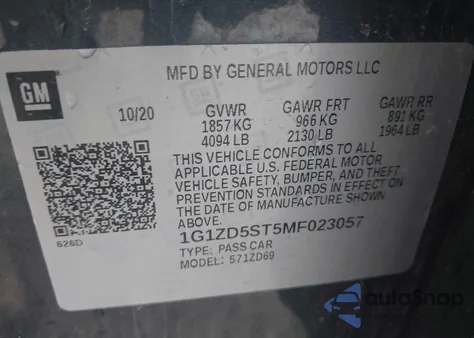 GM
MFD BY GENERAL MOTORS LLC
10/20 GVWR GAWR FRT GAWR RR
1857 KG 966 KG 891 KG
4094 LB 2130 LB 1964 LB
THIS VEHICLE CONFORMS TO ALL
APPLICABLE U.S. FEDERAL MOTOR
VEHICLE SAFETY, BUMPER, AND THEFT
PREVENTION STANDARDS IN EFFECT ON
THE DATE OF MANUFACTURE SHOWN
ABOVE.
1G1ZD5ST5MF023057
TYPE: PASS CAR
MODEL: 571ZD69
626D
autoSnap